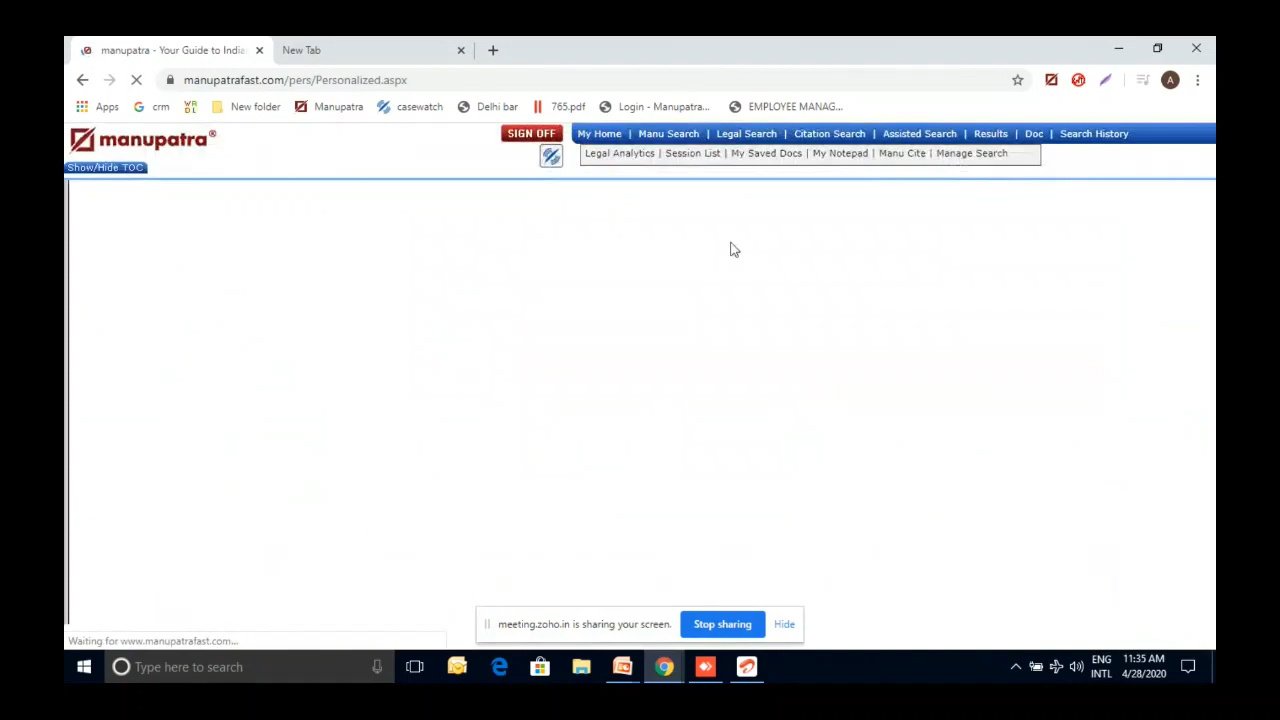 manupatra - Your Guide to India
New Tab
manupatrafast.com/pers/Personalized.aspx
A
Apps
crm
New folder
Manupatra
casewatch
Delhi bar
765.pdf
Login - Manupatra...
EMPLOYEE MANAG...
manupatra®
SIGN OFF
My Home | Manu Search | Legal Search | Citation Search | Assisted Search | Results | Doc | Search History
Legal Analytics | Session List | My Saved Docs | My Notepad | Manu Cite | Manage Search
Show/Hide TOC
meeting.zoho.in is sharing your screen.
Stop sharing
Hide
Waiting for www.manupatrafast.com...
Type here to search
ENG
INTL
11:35 AM
4/28/2020